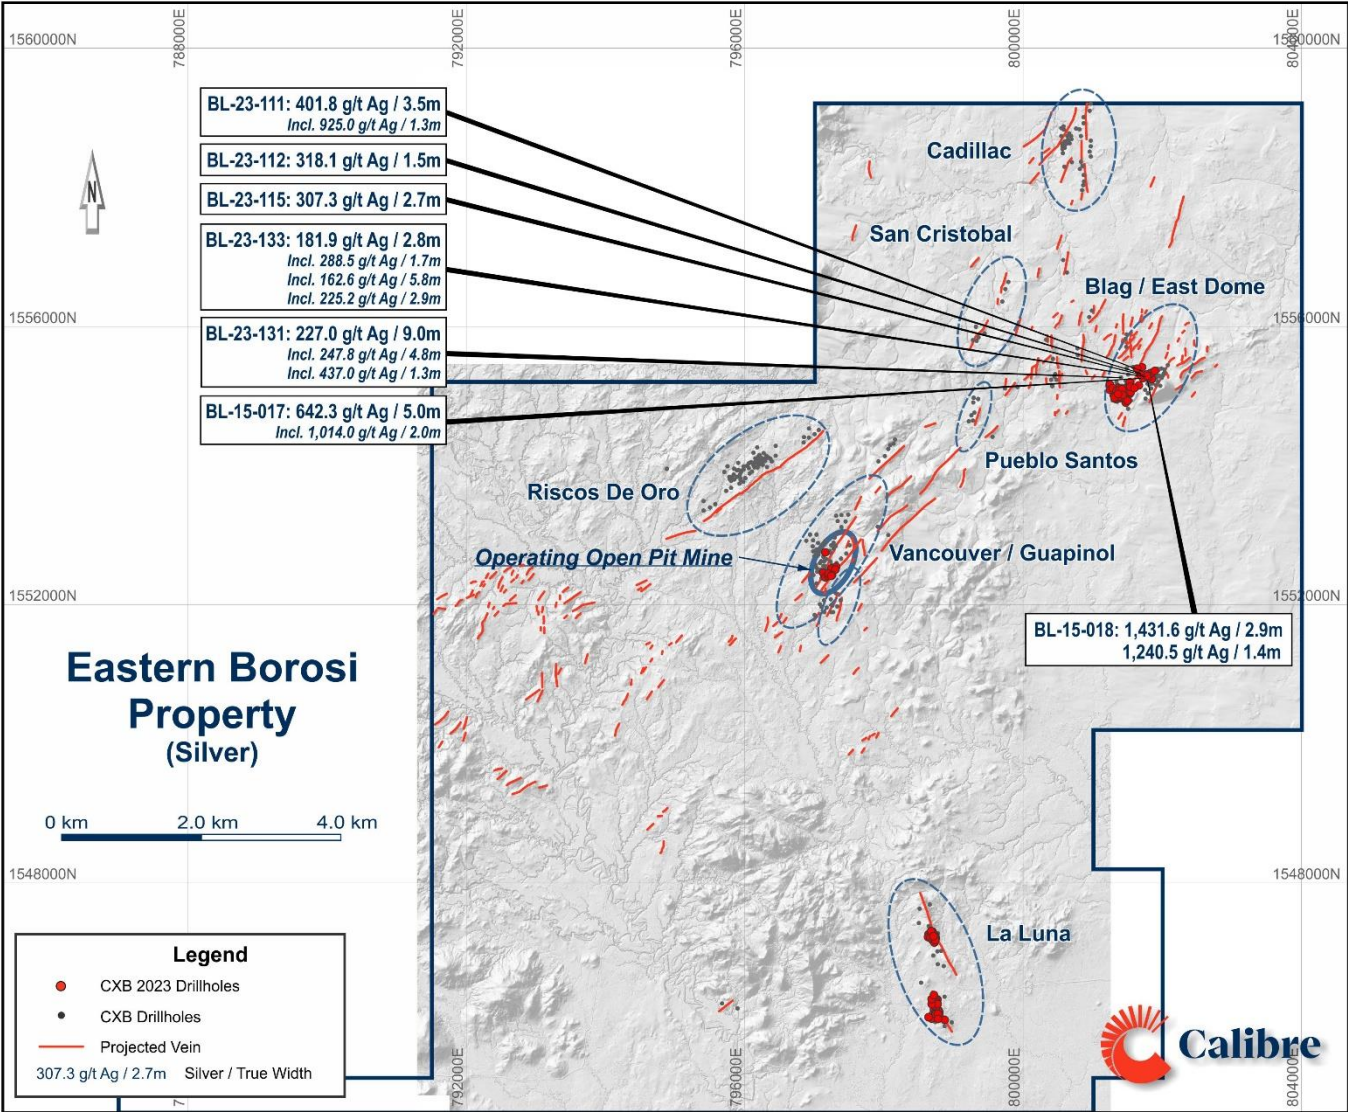 788000E
792000E
796000E
800000E
804000E
1560000N
1560000N
BL-23-111: 401.8 g/t Ag / 3.5m
Incl. 925.0 g/t Ag / 1.3m
BL-23-112: 318.1 g/t Ag / 1.5m
BL-23-115: 307.3 g/t Ag / 2.7m
BL-23-133: 181.9 g/t Ag / 2.8m
Incl. 288.5 g/t Ag / 1.7m
Incl. 162.6 g/t Ag / 5.8m
Incl. 225.2 g/t Ag / 2.9m
BL-23-131: 227.0 g/t Ag / 9.0m
Incl. 247.8 g/t Ag / 4.8m
Incl. 437.0 g/t Ag / 1.3m
BL-15-017: 642.3 g/t Ag / 5.0m
Incl. 1,014.0 g/t Ag / 2.0m
N
Cadillac
San Cristobal
Blag / East Dome
1556000N
1556000N
Pueblo Santos
Riscos De Oro
Vancouver / Guapinol
Operating Open Pit Mine
1552000N
1552000N
BL-15-018: 1,431.6 g/t Ag / 2.9m
1,240.5 g/t Ag / 1.4m
Eastern Borosi
Property
(Silver)
0 km 2.0 km 4.0 km
1548000N
1548000N
La Luna
Legend
CXB 2023 Drillholes
CXB Drillholes
Projected Vein
307.3 g/t Ag / 2.7m Silver / True Width
792000E
796000E
800000E
804000E
Calibre